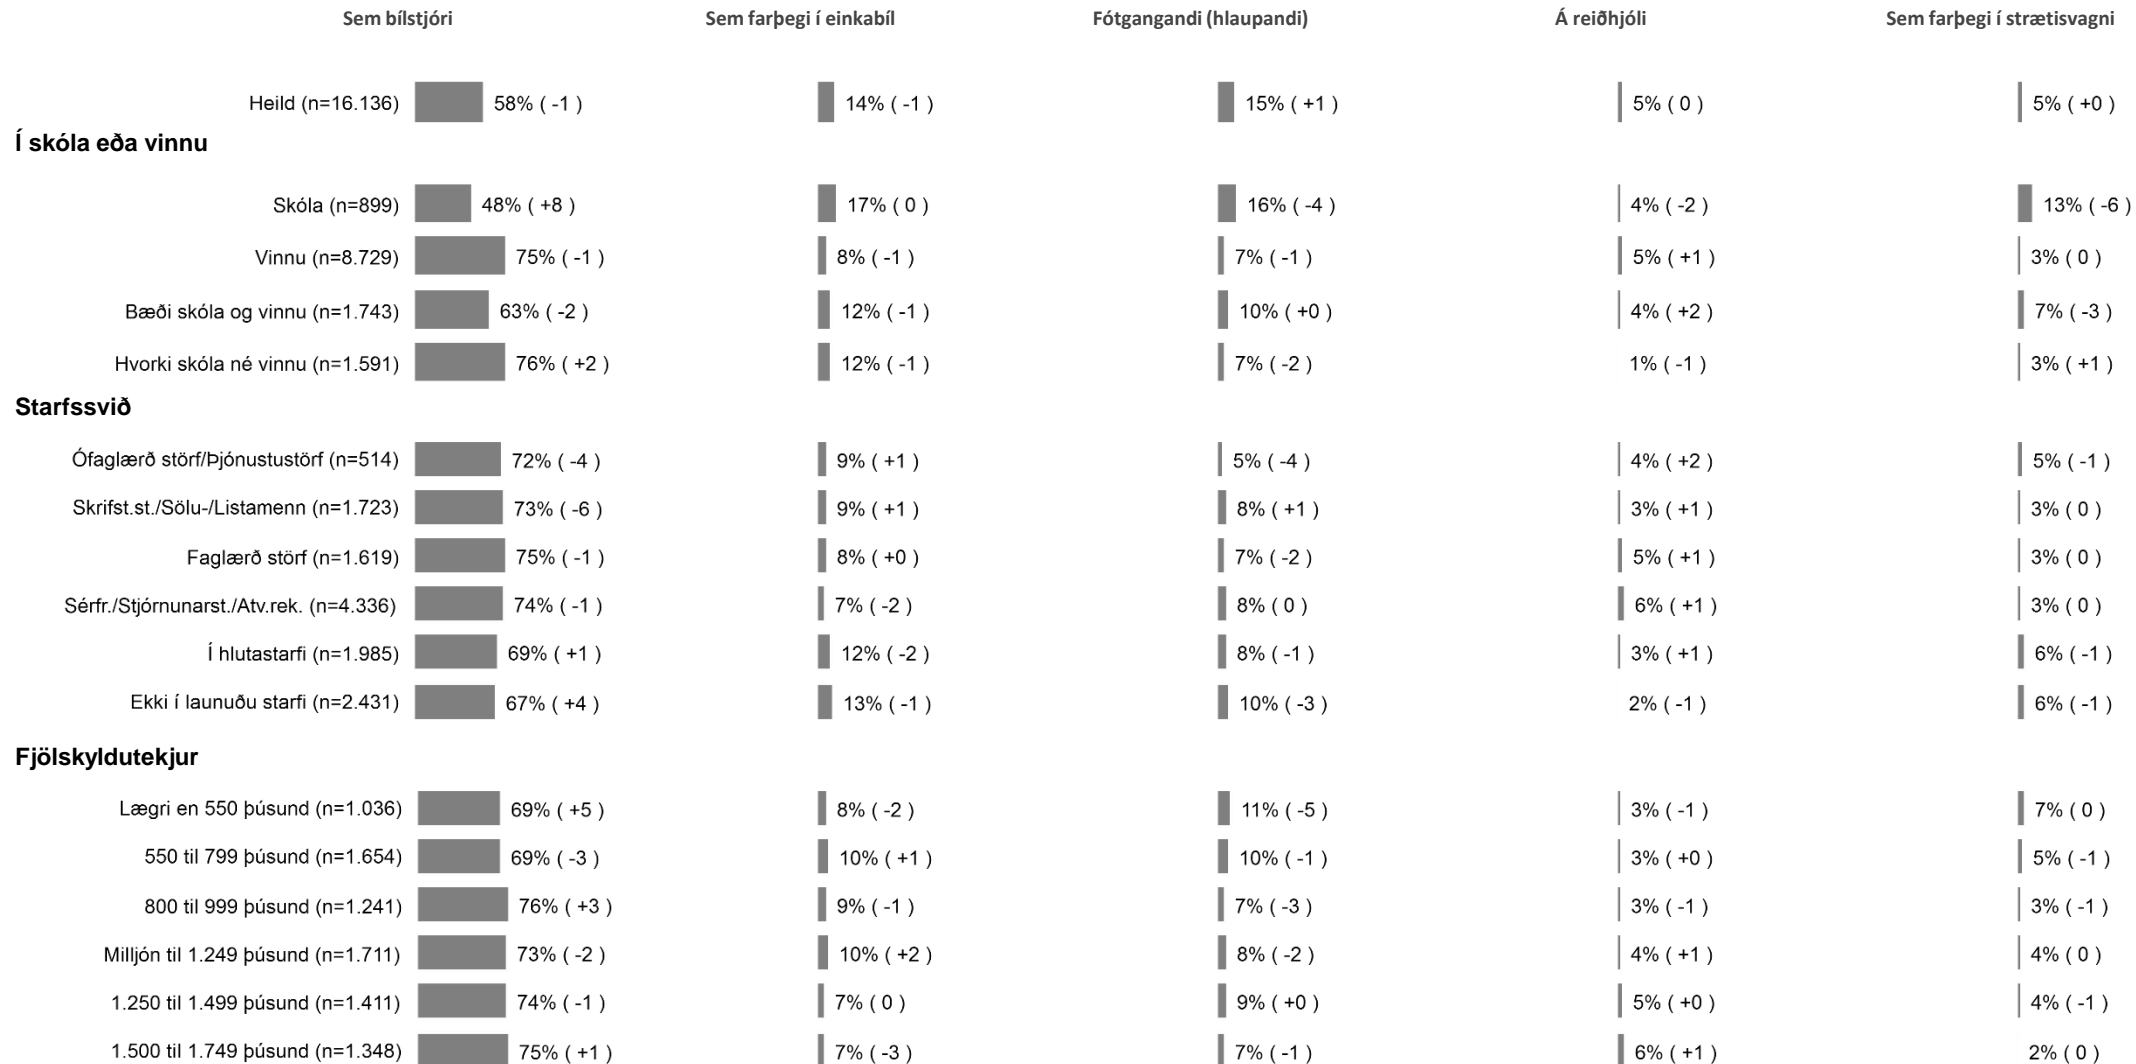 Sem bílstjóri Sem farþegi í einkabíl Fótgangandi (hlaupandi) Á reiðhjóli Sem farþegi í strætisvagni
Heild (n=16.136) 58% ( -1 ) 14% ( -1 ) 15% ( +1 ) 5% ( 0 ) 5% ( +0 )
Í skóla eða vinnu
Skóla (n=899) 48% ( +8 ) 17% ( 0 ) 16% ( -4 ) 4% ( -2 ) 13% ( -6 )
Vinnu (n=8.729) 75% ( -1 ) 8% ( -1 ) 7% ( -1 ) 5% ( +1 ) 3% ( 0 )
Bæði skóla og vinnu (n=1.743) 63% ( -2 ) 12% ( -1 ) 10% ( +0 ) 4% ( +2 ) 7% ( -3 )
Hvorki skóla né vinnu (n=1.591) 76% ( +2 ) 12% ( -1 ) 7% ( -2 ) 1% ( -1 ) 3% ( +1 )
Starfssvið
Ófaglærð störf/Þjónustustörf (n=514) 72% ( -4 ) 9% ( +1 ) 5% ( -4 ) 4% ( +2 ) 5% ( -1 )
Skrifst.st./Sölu-/Listamenn (n=1.723) 73% ( -6 ) 9% ( +1 ) 8% ( +1 ) 3% ( +1 ) 3% ( 0 )
Faglærð störf (n=1.619) 75% ( -1 ) 8% ( +0 ) 7% ( -2 ) 5% ( +1 ) 3% ( 0 )
Sérfr./Stjórnunarst./Atv.rek. (n=4.336) 74% ( -1 ) 7% ( -2 ) 8% ( 0 ) 6% ( +1 ) 3% ( 0 )
Í hlutastarfi (n=1.985) 69% ( +1 ) 12% ( -2 ) 8% ( -1 ) 3% ( +1 ) 6% ( -1 )
Ekki í launuðu starfi (n=2.431) 67% ( +4 ) 13% ( -1 ) 10% ( -3 ) 2% ( -1 ) 6% ( -1 )
Fjölskyldutekjur
Lægri en 550 þúsund (n=1.036) 69% ( +5 ) 8% ( -2 ) 11% ( -5 ) 3% ( -1 ) 7% ( 0 )
550 til 799 þúsund (n=1.654) 69% ( -3 ) 10% ( +1 ) 10% ( -1 ) 3% ( +0 ) 5% ( -1 )
800 til 999 þúsund (n=1.241) 76% ( +3 ) 9% ( -1 ) 7% ( -3 ) 3% ( -1 ) 3% ( -1 )
Milljón til 1.249 þúsund (n=1.711) 73% ( -2 ) 10% ( +2 ) 8% ( -2 ) 4% ( +1 ) 4% ( 0 )
1.250 til 1.499 þúsund (n=1.411) 74% ( -1 ) 7% ( 0 ) 9% ( +0 ) 5% ( +0 ) 4% ( -1 )
1.500 til 1.749 þúsund (n=1.348) 75% ( +1 ) 7% ( -3 ) 7% ( -1 ) 6% ( +1 ) 2% ( 0 )